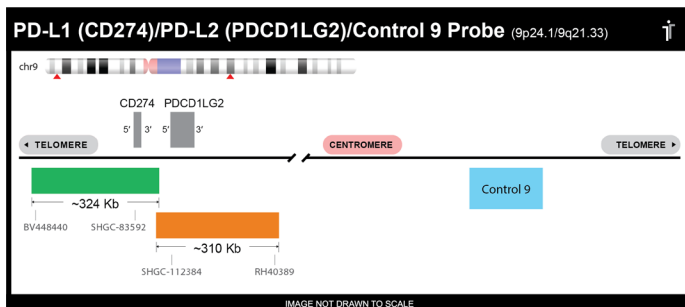 PD-L1 (CD274)/PD-L2 (PDCD1LG2)/Control 9 Probe (9p24.1/9q21.33)
chr9
CD274 PDCD1LG2
5' 3' 5' 3'
TELOMERE CENTROMERE TELOMERE
Control 9
~324 Kb
BV448440 SHGC-83592
~310 Kb
SHGC-112384 RH40389
IMAGE NOT DRAWN TO SCALE